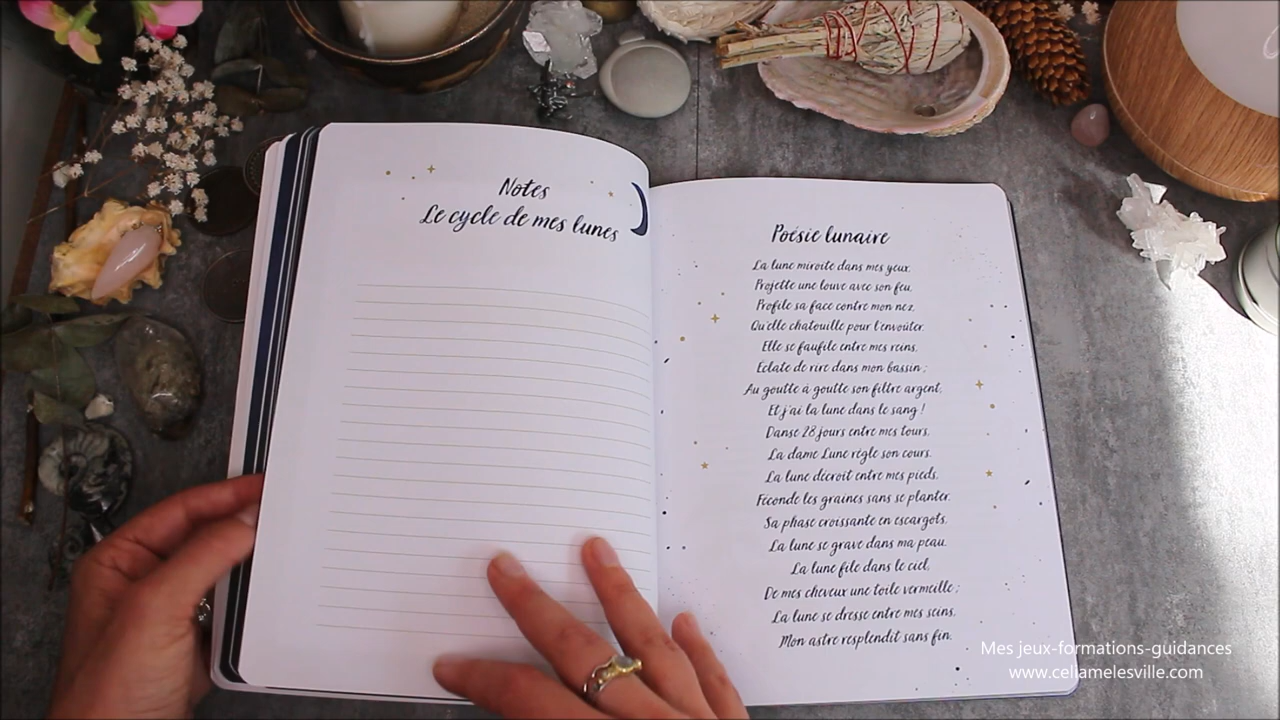 Notes
Le cycle de mes lunes
Poésie lunaire
La lune miroite dans mes yeux,
Projette une louve avec son feu,
Profile sa face contre mon nez,
Qu'elle chatouille pour l'envoûter.
Elle se faufile entre mes reins,
Éclate de rire dans mon bassin ;
Au goutte à goutte son filtre argent,
Et j'ai la lune dans le sang !
Danse 28 jours entre mes tours,
La dame Lune règle son cours.
La lune décroît entre mes pieds,
Féconde les graines sans se planter.
Sa phase croissante en escargots,
La lune se grave dans ma peau.
La lune file dans le ciel,
De mes cheveux une toile vermeille ;
La lune se dresse entre mes seins,
Mon astre resplendit sans fin.
Mes jeux-formations-guidances
www.celiamelesville.com